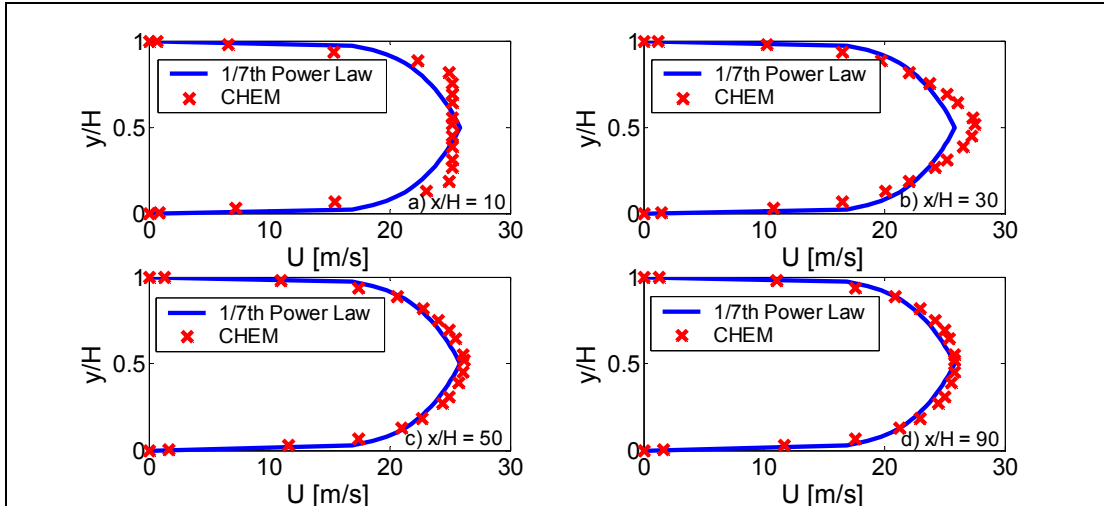 1
0.5
0
y/H
1/7th Power Law
CHEM
a) x/H = 10
0 10 20 30
U [m/s]
1
0.5
0
y/H
1/7th Power Law
CHEM
b) x/H = 30
0 10 20 30
U [m/s]
1
0.5
0
y/H
1/7th Power Law
CHEM
c) x/H = 50
0 10 20 30
U [m/s]
1
0.5
0
y/H
1/7th Power Law
CHEM
d) x/H = 90
0 10 20 30
U [m/s]